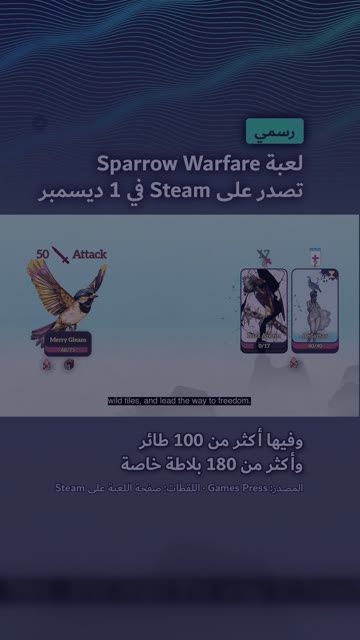 رسمي
لعبة Sparrow Warfare
تصدر على Steam في 1 ديسمبر
50 Attack
Merry Gleam
wild tiles, and lead the way to freedom.
وفيها أكثر من 100 طائر
وأكثر من 180 بلاطة خاصة
المصدر: Games Press · اللقطات: صفحة اللعبة على Steam